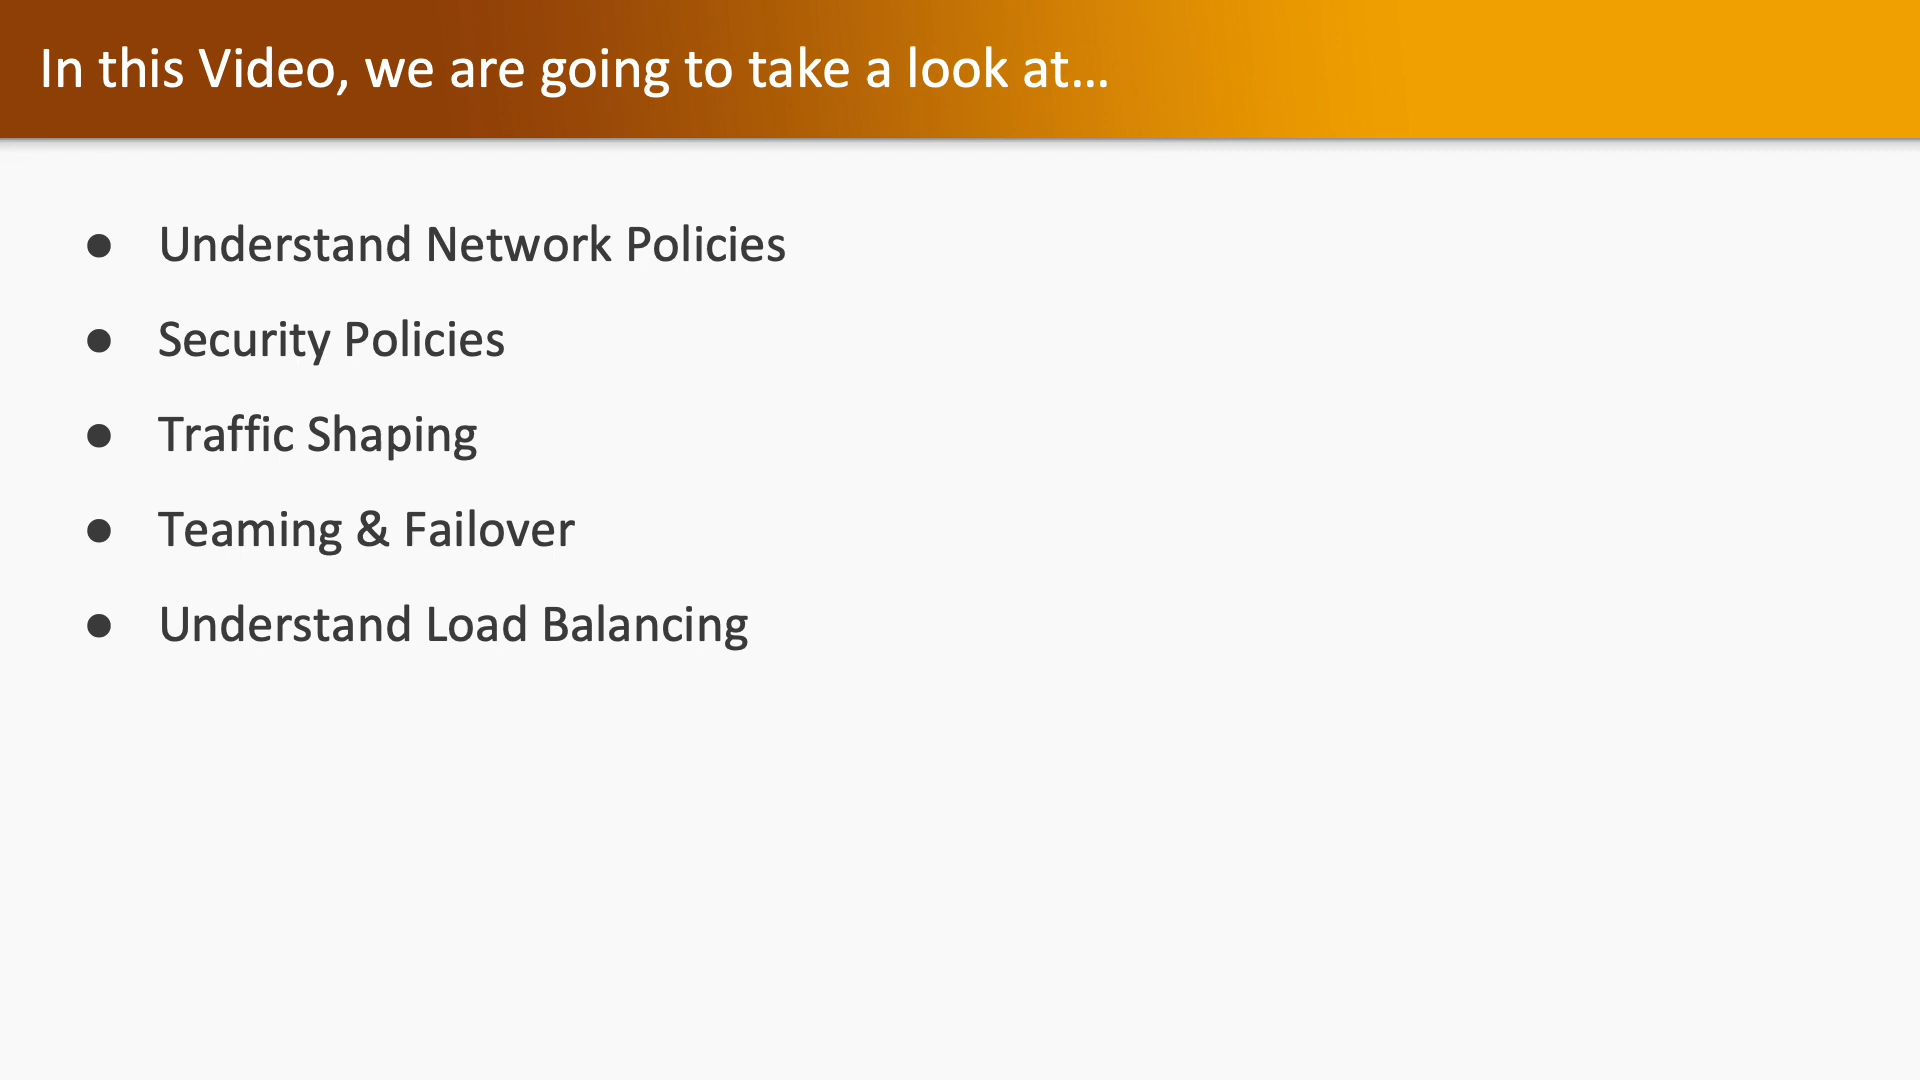 In this Video, we are going to take a look at...
● Understand Network Policies
● Security Policies
● Traffic Shaping
● Teaming & Failover
● Understand Load Balancing